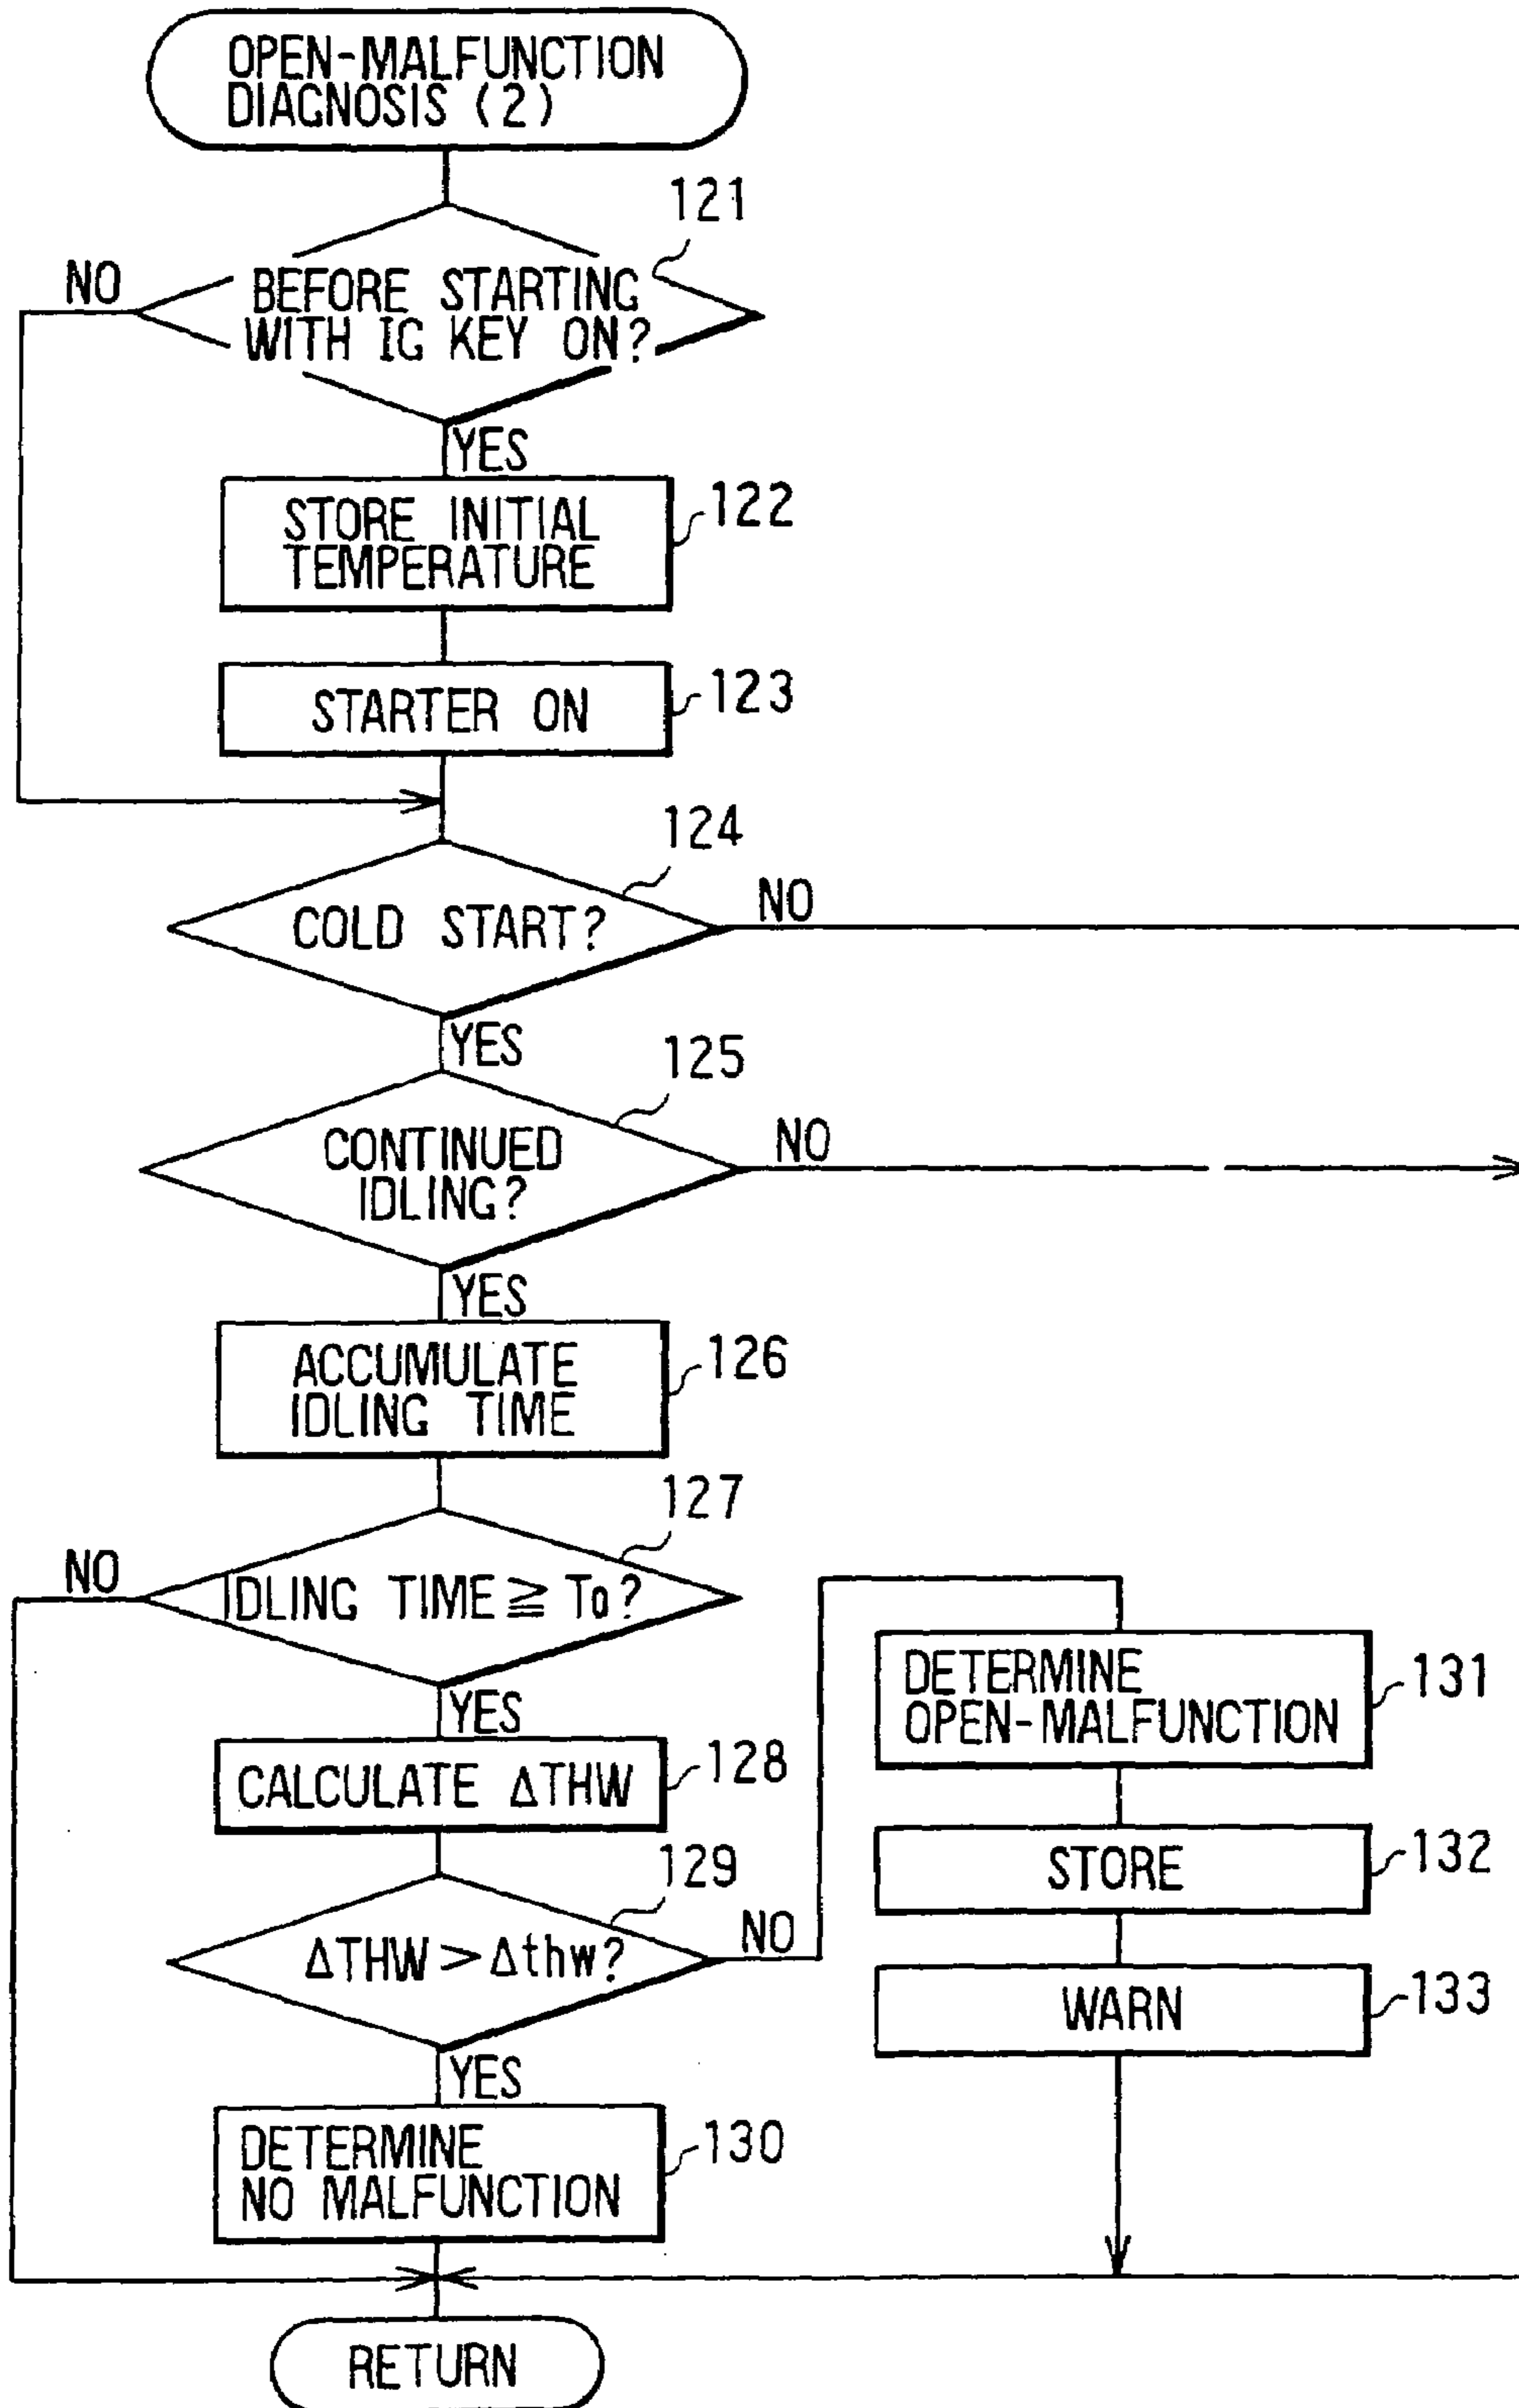 OPEN-MALFUNCTION
DIAGNOSIS (2)
121
NO
BEFORE STARTING
WITH IG KEY ON?
YES
STORE INITIAL
TEMPERATURE
122
STARTER ON
123
124
COLD START?
NO
YES
125
CONTINUED
IDLING?
NO
YES
ACCUMULATE
IDLING TIME
126
127
NO
IDLING TIME ≧ To?
YES
CALCULATE ΔTHW
128
129
ΔTHW > Δthw?
NO
YES
DETERMINE
NO MALFUNCTION
130
DETERMINE
OPEN-MALFUNCTION
131
STORE
132
WARN
133
RETURN